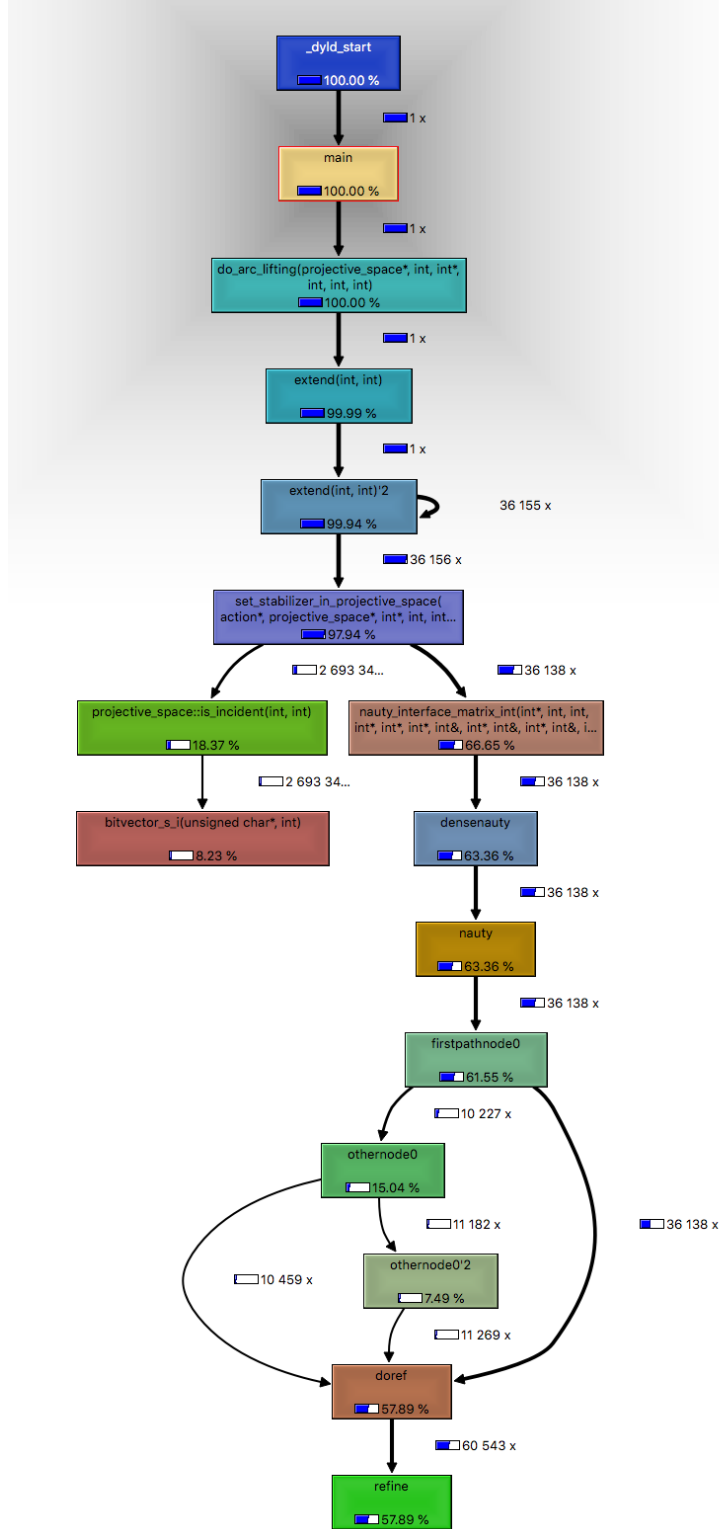 _dyld_start
100.00 %
1 x
main
100.00 %
1 x
do_arc_lifting(projective_space*, int, int*,
int, int, int)
100.00 %
1 x
extend(int, int)
99.99 %
1 x
extend(int, int)'2
99.94 %
36 155 x
36 156 x
set_stabilizer_in_projective_space(
action*, projective_space*, int*, int, int...
97.94 %
2 693 34...
36 138 x
projective_space::is_incident(int, int)
18.37 %
nauty_interface_matrix_int(int*, int, int,
int*, int*, int*, int&, int*, int&, int*, int&, i...
66.65 %
2 693 34...
36 138 x
bitvector_s_i(unsigned char*, int)
8.23 %
densenauty
63.36 %
36 138 x
nauty
63.36 %
36 138 x
firstpathnode0
61.55 %
10 227 x
othernode0
15.04 %
11 182 x
36 138 x
othernode0'2
7.49 %
10 459 x
11 269 x
doref
57.89 %
60 543 x
refine
57.89 %